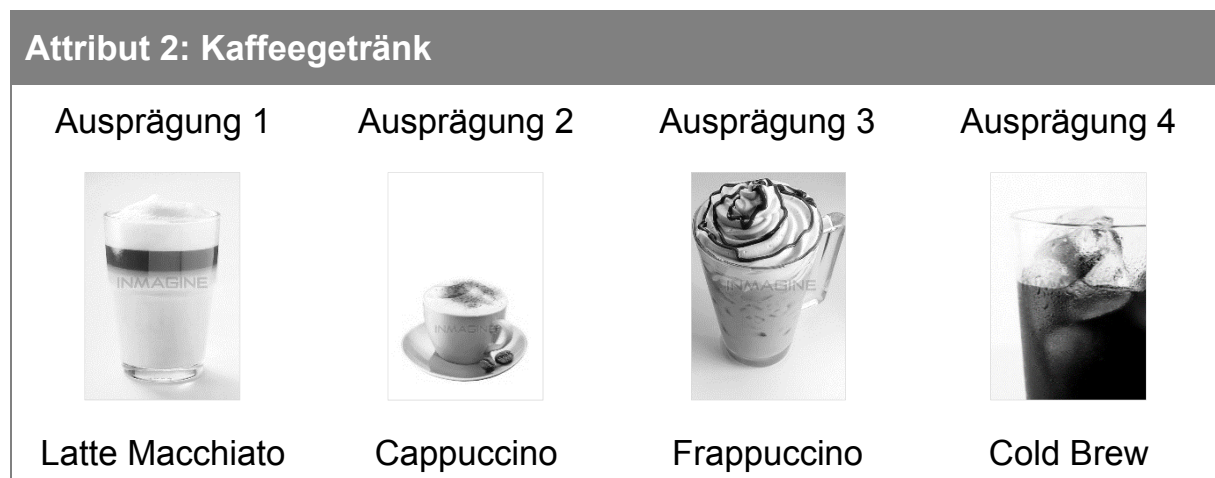 Attribut 2: Kaffeegetränk
Ausprägung 1 Ausprägung 2 Ausprägung 3 Ausprägung 4
INMAGINE INMAGINE INMAGINE INMAGINE
Latte Macchiato Cappuccino Frappuccino Cold Brew